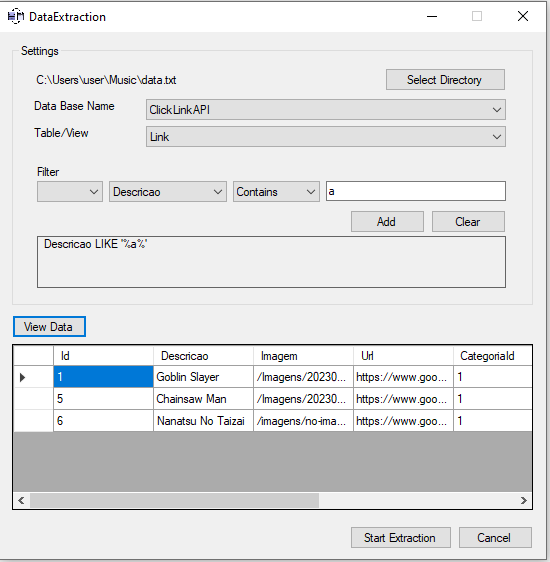 DataExtraction
Settings
C:\Users\user\Music\data.txt Select Directory
Data Base Name ClickLinkAPI
Table/View Link
Filter
Descricao Contains a
Add Clear
Descricao LIKE '%a%'
View Data
Id Descricao Imagem Url CategoriaId
1 Goblin Slayer /Imagens/20230... https://www.goo... 1
5 Chainsaw Man /Imagens/20230... https://www.goo... 1
6 Nanatsu No Taizai /imagens/no-ima... https://www.goo... 1
Start Extraction Cancel